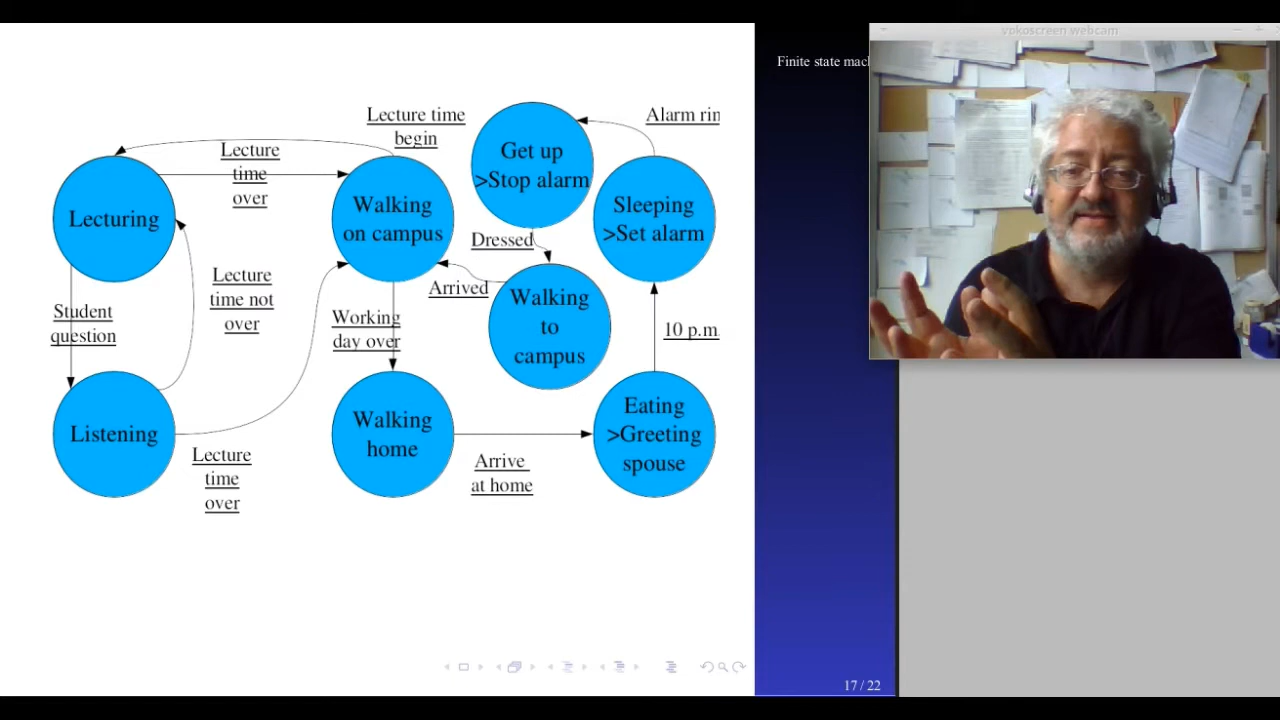 vokoscreen webcam
Finite state mac
Lecture time
begin
Alarm rin
Lecture
time
over
Get up
>Stop alarm
Lecturing
Walking
on campus
Sleeping
>Set alarm
Dressed
Lecture
time not
over
Arrived
Walking
to
campus
Student
question
Working
day over
10 p.m.
Listening
Walking
home
Eating
>Greeting
spouse
Lecture
time
over
Arrive
at home
17 / 22